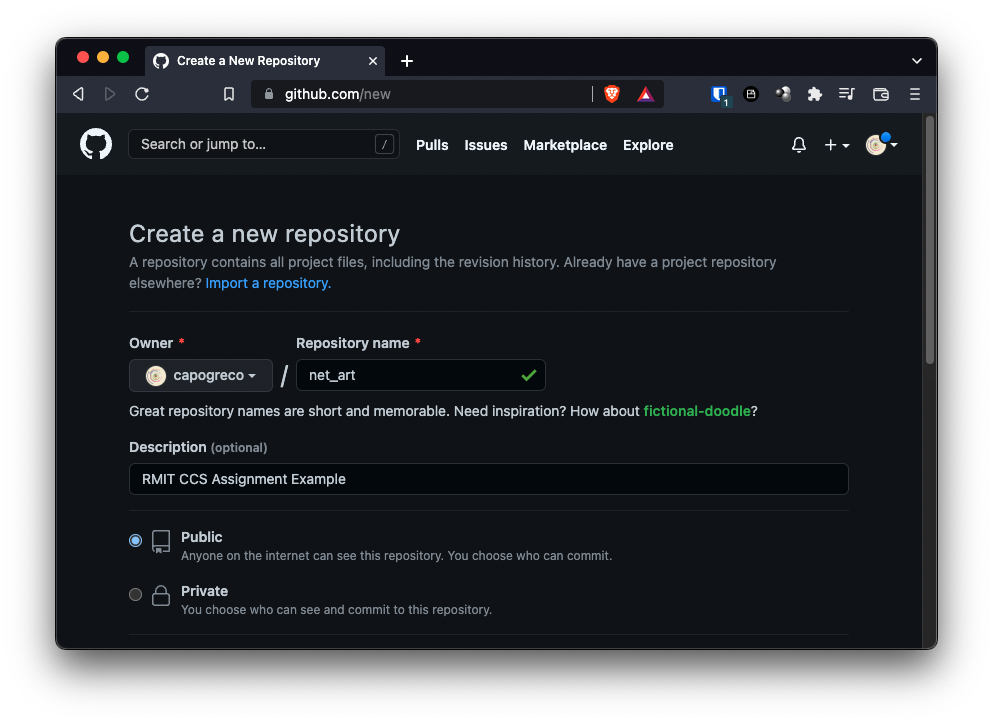 Create a New Repository
github.com/new
1
Search or jump to... /
Pulls Issues Marketplace Explore
Create a new repository
A repository contains all project files, including the revision history. Already have a project repository
elsewhere? Import a repository.
Owner * Repository name *
capogreco / net_art
Great repository names are short and memorable. Need inspiration? How about fictional-doodle?
Description (optional)
RMIT CCS Assignment Example
Public
Anyone on the internet can see this repository. You choose who can commit.
Private
You choose who can see and commit to this repository.